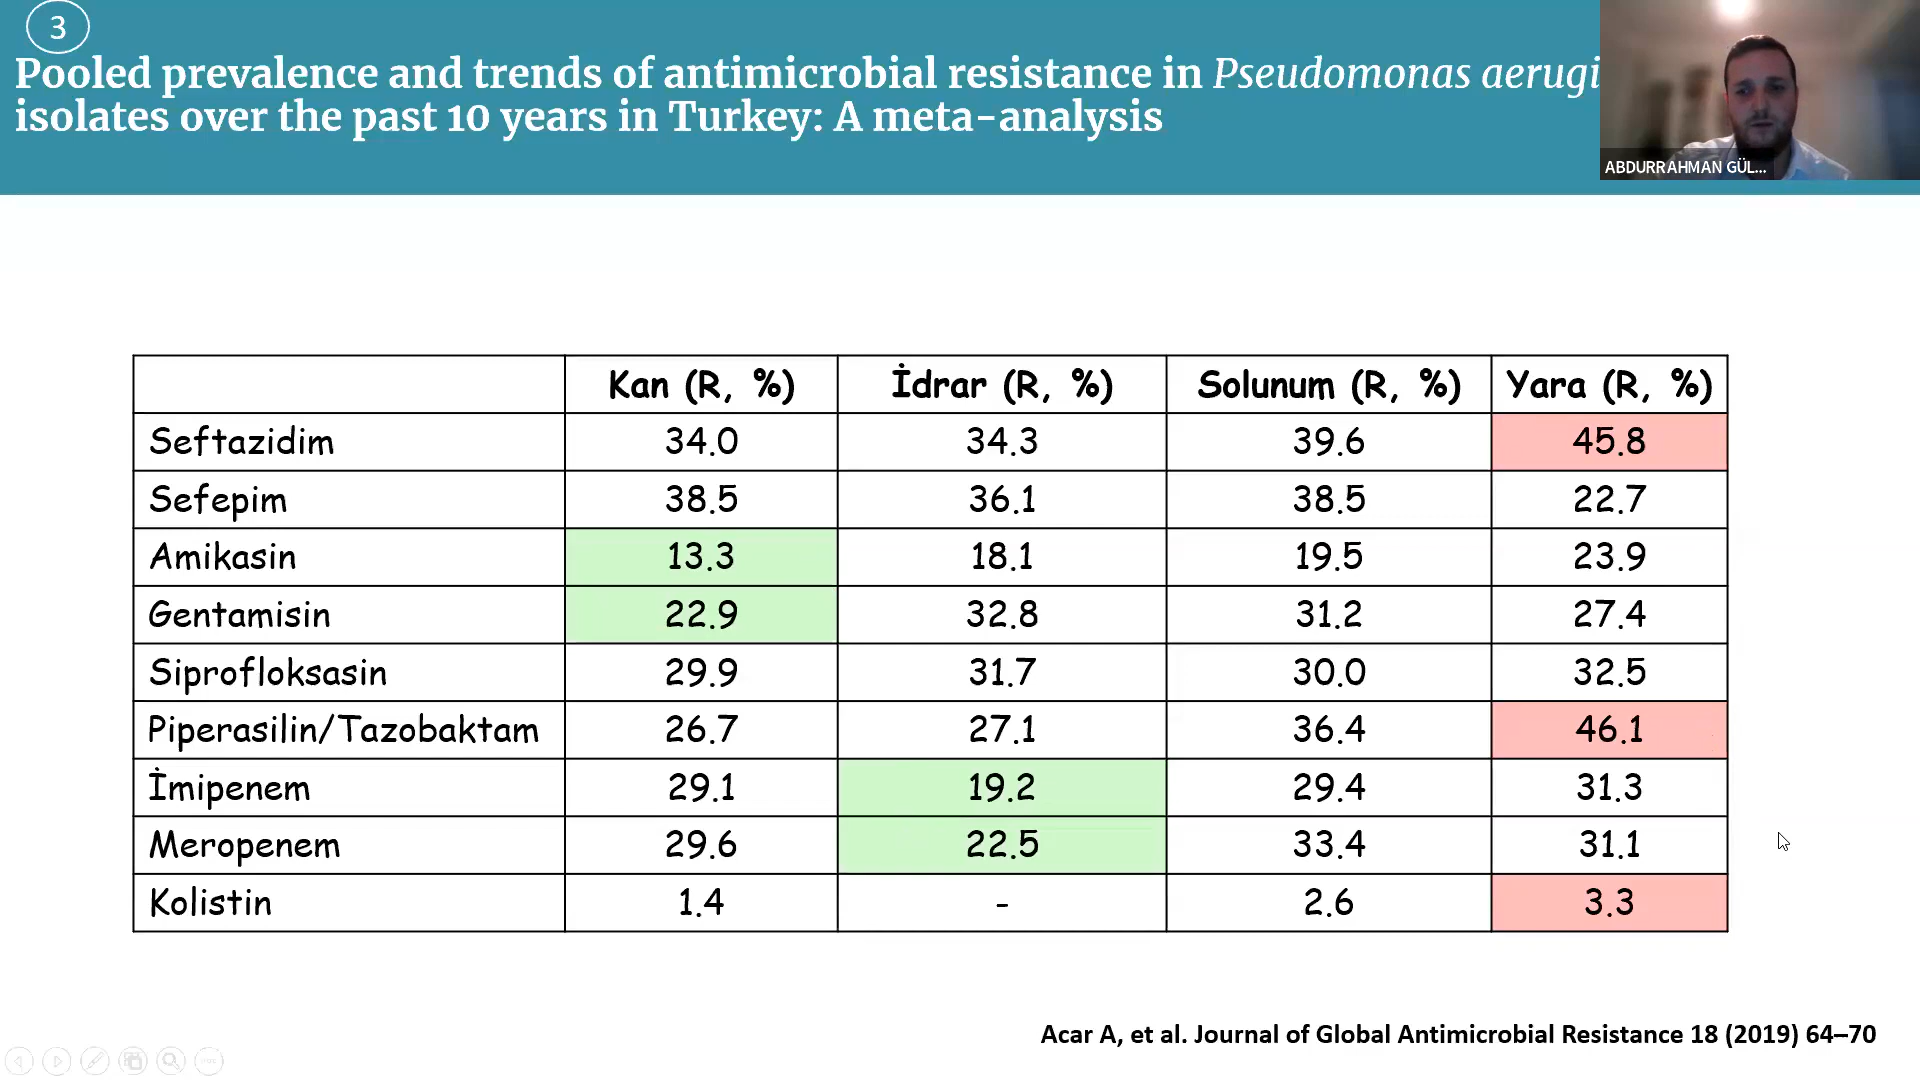 3
Pooled prevalence and trends of antimicrobial resistance in Pseudomonas aerugi
isolates over the past 10 years in Turkey: A meta-analysis
ABDURRAHMAN GÜL...
Kan (R, %) İdrar (R, %) Solunum (R, %) Yara (R, %)
Seftazidim 34.0 34.3 39.6 45.8
Sefepim 38.5 36.1 38.5 22.7
Amikasin 13.3 18.1 19.5 23.9
Gentamisin 22.9 32.8 31.2 27.4
Siprofloksasin 29.9 31.7 30.0 32.5
Piperasilin/Tazobaktam 26.7 27.1 36.4 46.1
İmipenem 29.1 19.2 29.4 31.3
Meropenem 29.6 22.5 33.4 31.1
Kolistin 1.4 - 2.6 3.3
Acar A, et al. Journal of Global Antimicrobial Resistance 18 (2019) 64–70